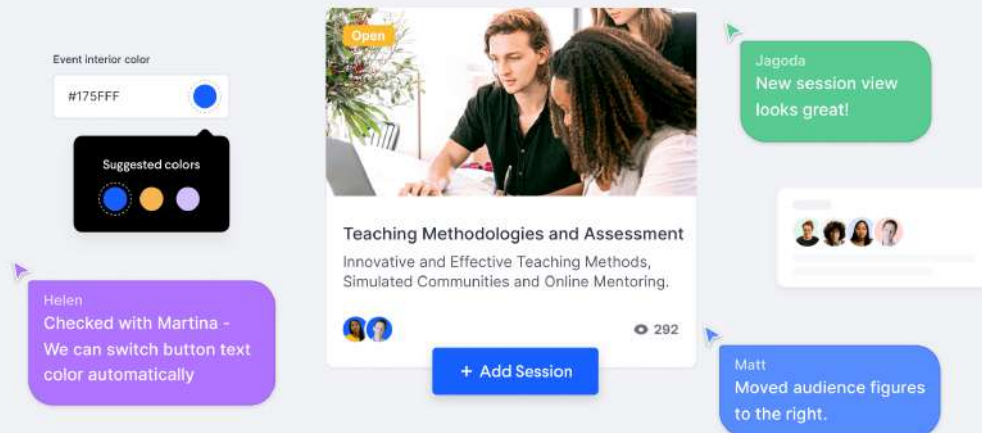 Event interior color
#175FFF
Suggested colors
Helen
Checked with Martina -
We can switch button text
color automatically
Open
Teaching Methodologies and Assessment
Innovative and Effective Teaching Methods,
Simulated Communities and Online Mentoring.
292
+ Add Session
Jagoda
New session view
looks great!
Matt
Moved audience figures
to the right.